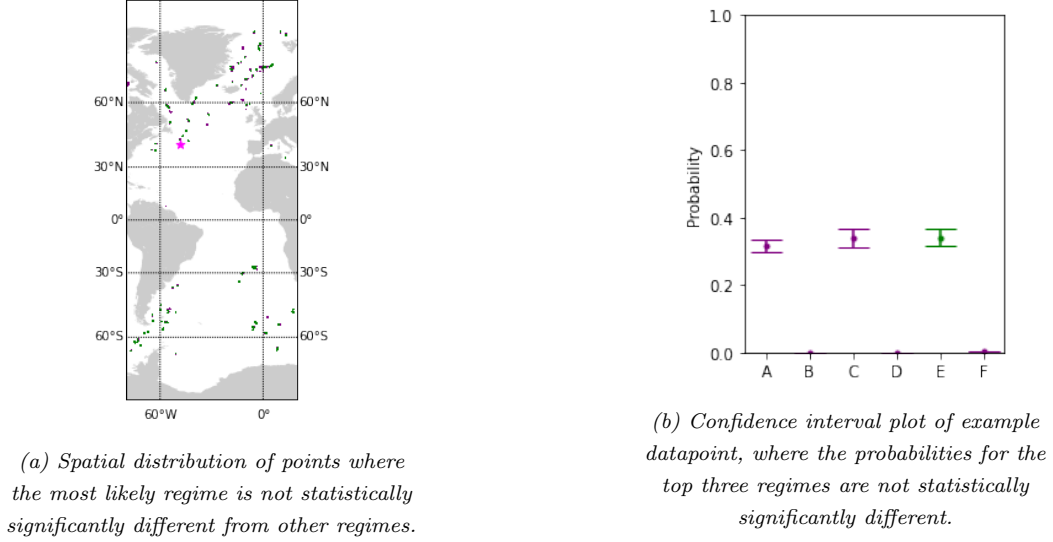 60°N 60°N
30°N 30°N
0° 0°
30°S 30°S
60°S 60°S
60°W 0°
(a) Spatial distribution of points where
the most likely regime is not statistically
significantly different from other regimes.
Probability
1.0
0.8
0.6
0.4
0.2
0.0
A B C D E F
(b) Confidence interval plot of example
datapoint, where the probabilities for the
top three regimes are not statistically
significantly different.